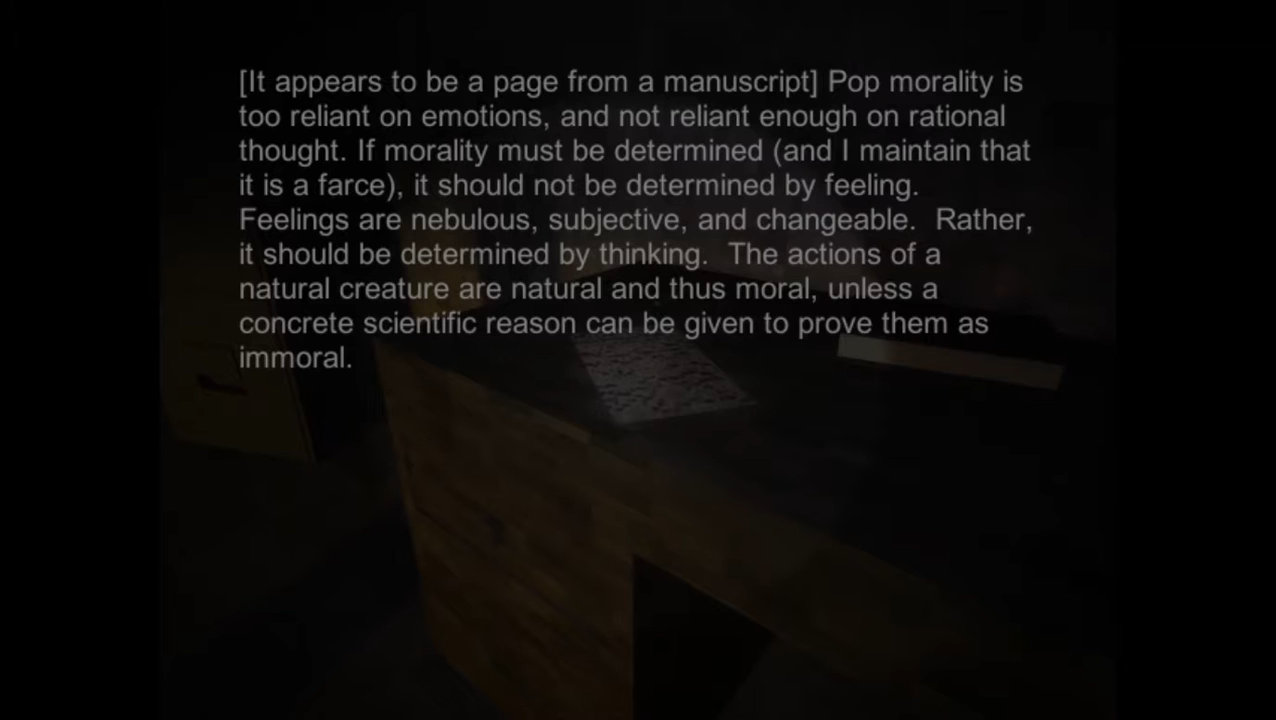 [It appears to be a page from a manuscript] Pop morality is
too reliant on emotions, and not reliant enough on rational
thought. If morality must be determined (and I maintain that
it is a farce), it should not be determined by feeling.
Feelings are nebulous, subjective, and changeable.  Rather,
it should be determined by thinking.  The actions of a
natural creature are natural and thus moral, unless a
concrete scientific reason can be given to prove them as
immoral.